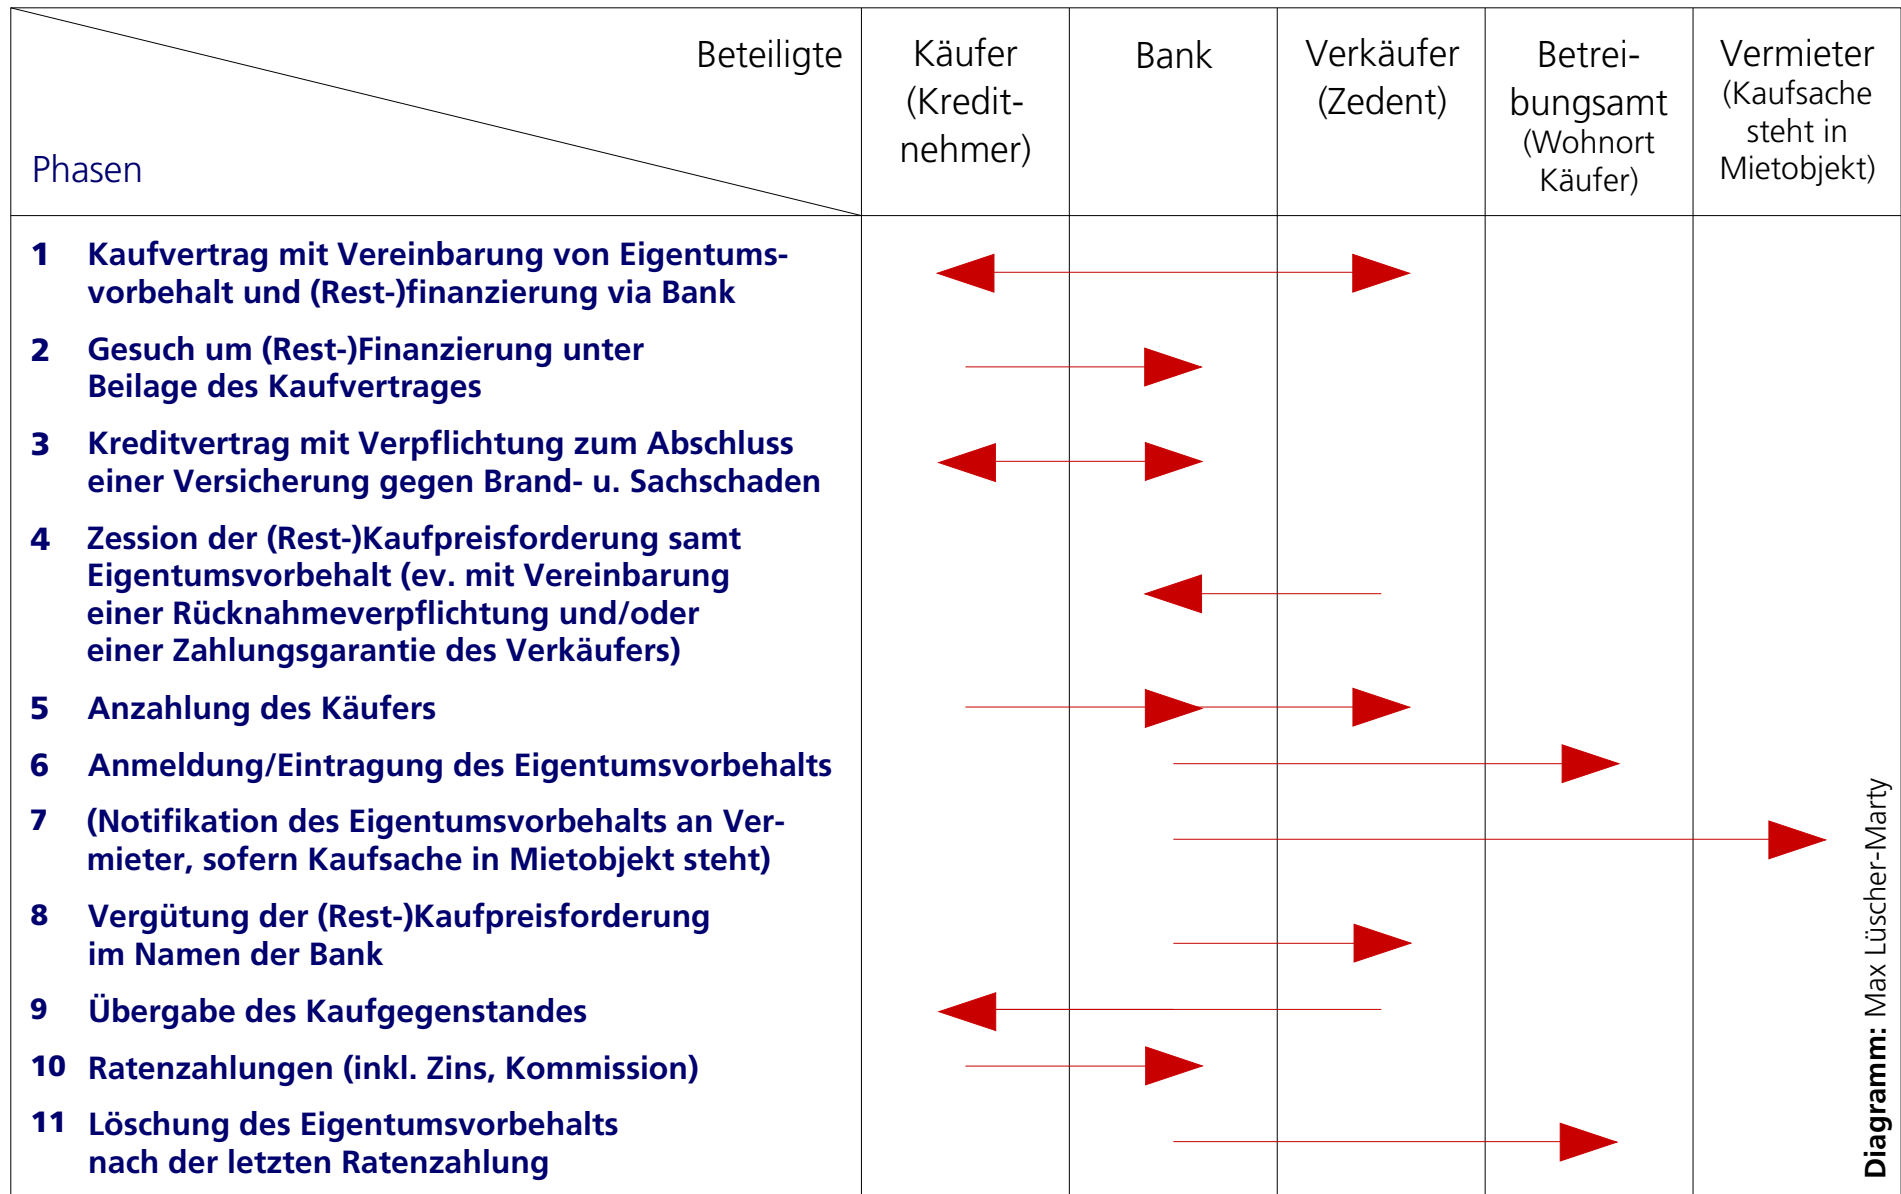 Beteiligte
Phasen
Käufer
(Kredit-
nehmer)
Bank
Verkäufer
(Zedent)
Betrei-
bungsamt
(Wohnort
Käufer)
Vermieter
(Kaufsache
steht in
Mietobjekt)
1 Kaufvertrag mit Vereinbarung von Eigentums-
vorbehalt und (Rest-)finanzierung via Bank
2 Gesuch um (Rest-)Finanzierung unter
Beilage des Kaufvertrages
3 Kreditvertrag mit Verpflichtung zum Abschluss
einer Versicherung gegen Brand- u. Sachschaden
4 Zession der (Rest-)Kaufpreisforderung samt
Eigentumsvorbehalt (ev. mit Vereinbarung
einer Rücknahmeverpflichtung und/oder
einer Zahlungsgarantie des Verkäufers)
5 Anzahlung des Käufers
6 Anmeldung/Eintragung des Eigentumsvorbehalts
7 (Notifikation des Eigentumsvorbehalts an Ver-
mieter, sofern Kaufsache in Mietobjekt steht)
8 Vergütung der (Rest-)Kaufpreisforderung
im Namen der Bank
9 Übergabe des Kaufgegenstandes
10 Ratenzahlungen (inkl. Zins, Kommission)
11 Löschung des Eigentumsvorbehalts
nach der letzten Ratenzahlung
Diagramm: Max Lüscher-Marty